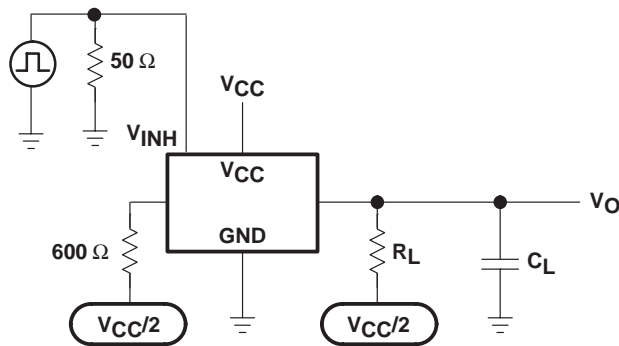 50 Ω
VCC
VINH
VCC
VO
GND
600 Ω
RL
CL
VCC/2
VCC/2